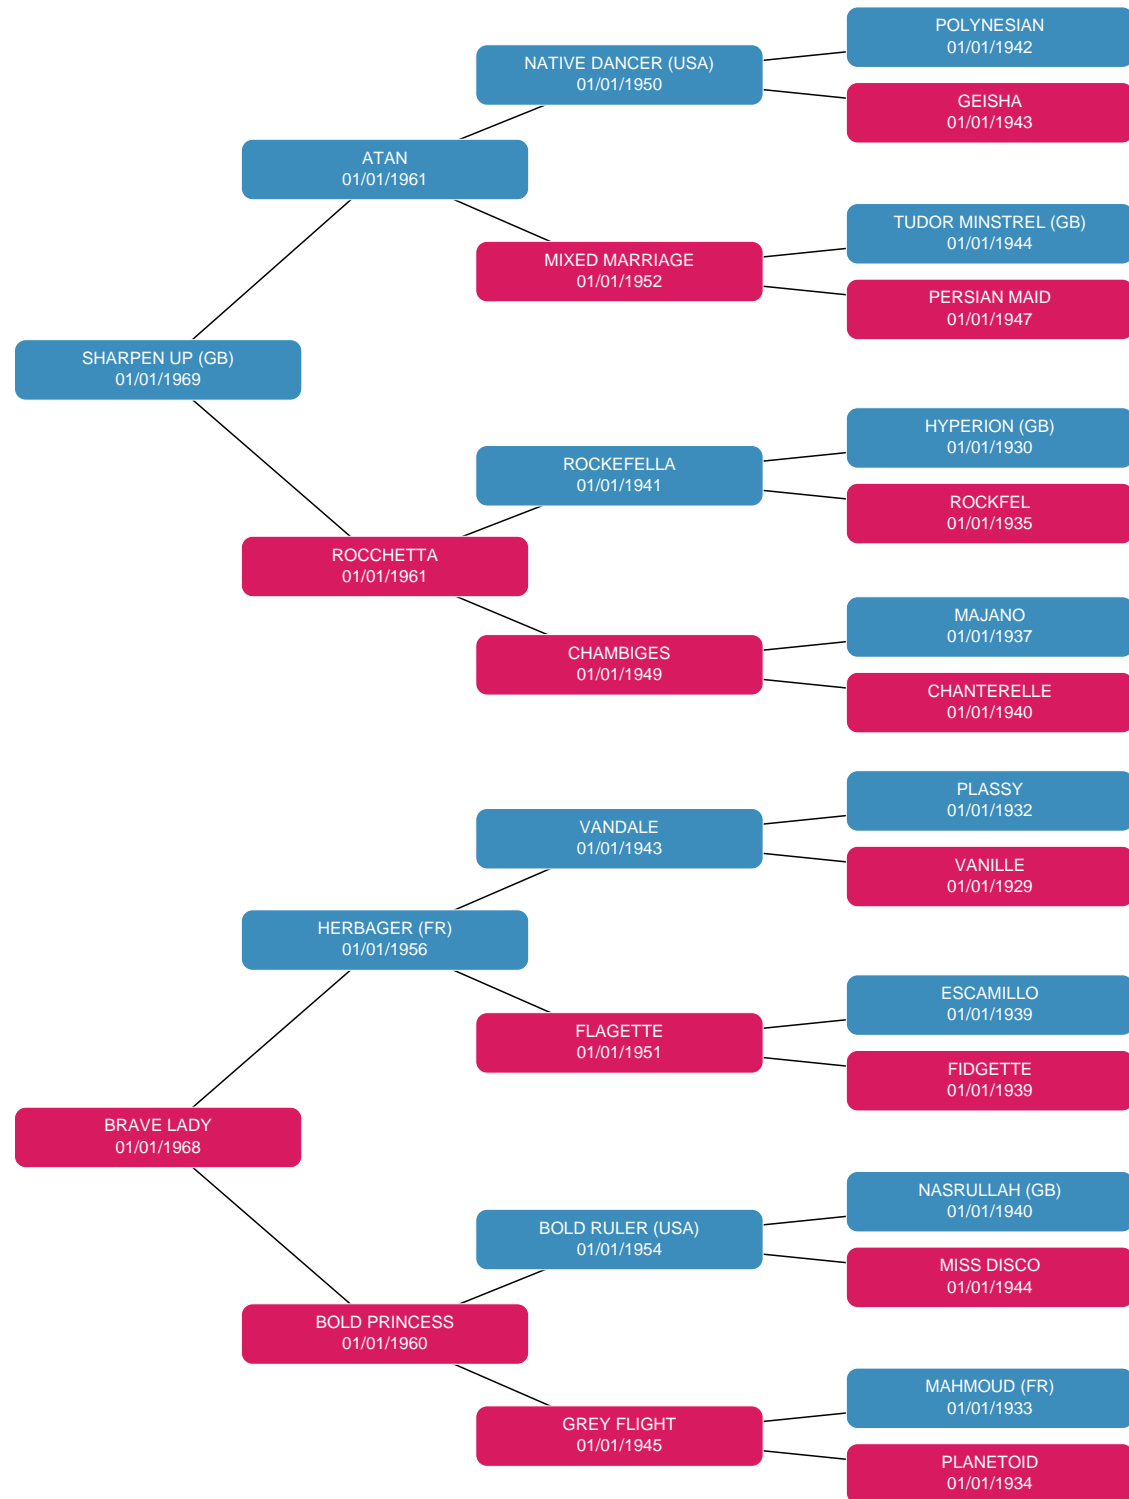 POLYNESIAN
01/01/1942
NATIVE DANCER (USA)
01/01/1950
GEISHA
01/01/1943
ATAN
01/01/1961
TUDOR MINSTREL (GB)
01/01/1944
MIXED MARRIAGE
01/01/1952
PERSIAN MAID
01/01/1947
SHARPEN UP (GB)
01/01/1969
HYPERION (GB)
01/01/1930
ROCKEFELLA
01/01/1941
ROCKFEL
01/01/1935
ROCCHETTA
01/01/1961
MAJANO
01/01/1937
CHAMBIGES
01/01/1949
CHANTERELLE
01/01/1940
PLASSY
01/01/1932
VANDALE
01/01/1943
VANILLE
01/01/1929
HERBAGER (FR)
01/01/1956
ESCAMILLO
01/01/1939
FLAGETTE
01/01/1951
FIDGETTE
01/01/1939
BRAVE LADY
01/01/1968
NASRULLAH (GB)
01/01/1940
BOLD RULER (USA)
01/01/1954
MISS DISCO
01/01/1944
BOLD PRINCESS
01/01/1960
MAHMOUD (FR)
01/01/1933
GREY FLIGHT
01/01/1945
PLANETOID
01/01/1934